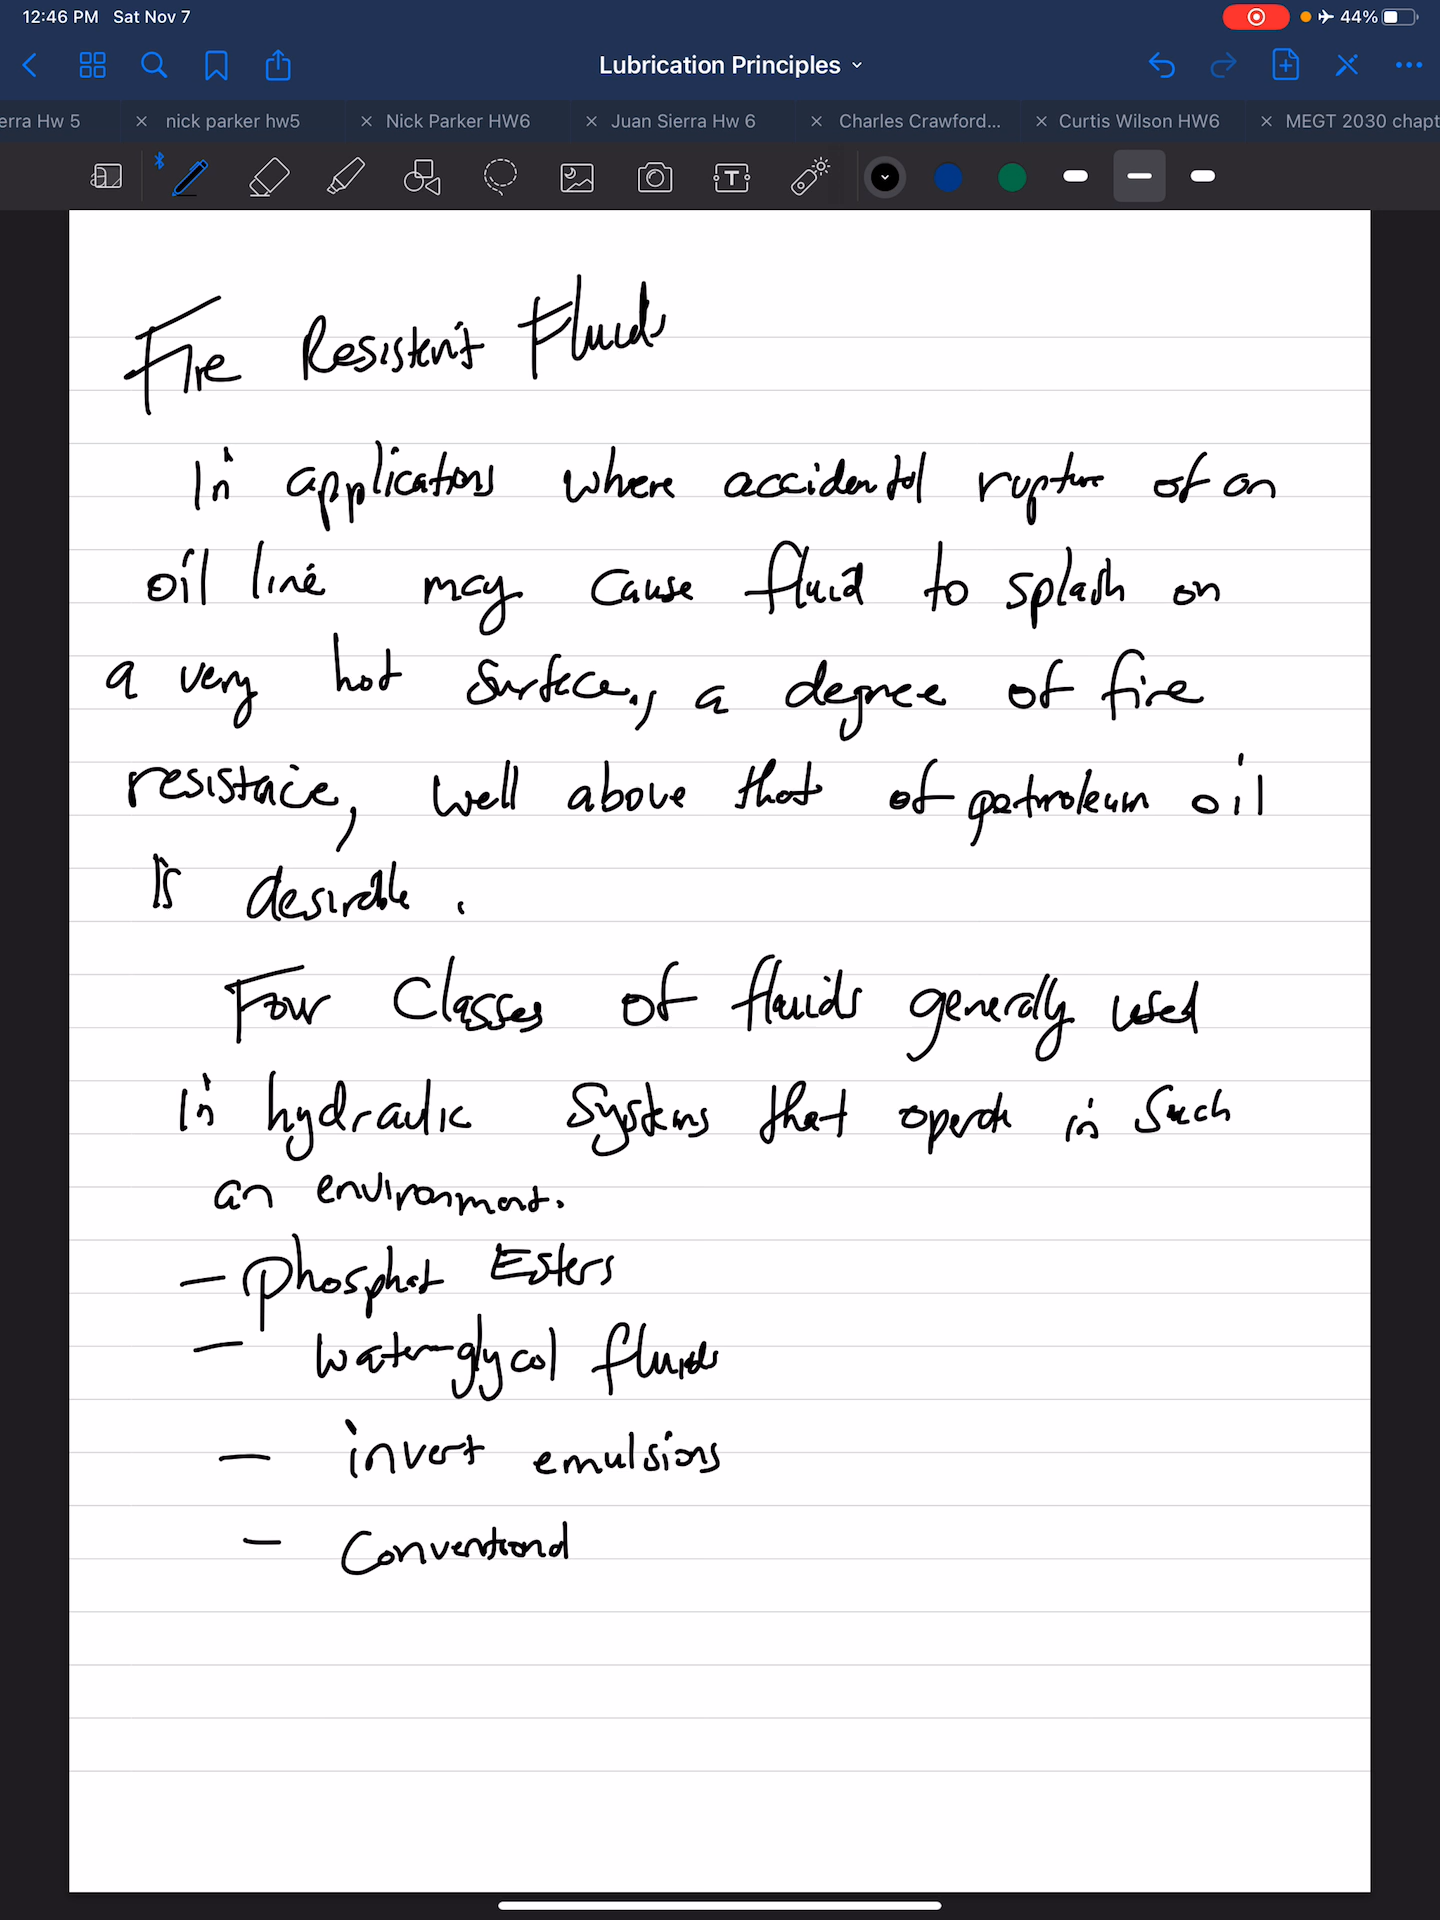 12:46 PM Sat Nov 7
44%
Lubrication Principles
erra Hw 5
nick parker hw5
Nick Parker HW6
Juan Sierra Hw 6
Charles Crawford...
Curtis Wilson HW6
MEGT 2030 chapt
T
Fire Resistent Fluids
In applications where accidental rupture of an
oil line may cause fluid to splash on
a very hot surface, a degree of fire
resistance, well above that of petroleum oil
is desirable.
Four Classes of fluids generally used
in hydraulic Systems that operate in such
an environment.
- Phosphat Esters
- water-glycol fluids
- invert emulsions
- Conventional